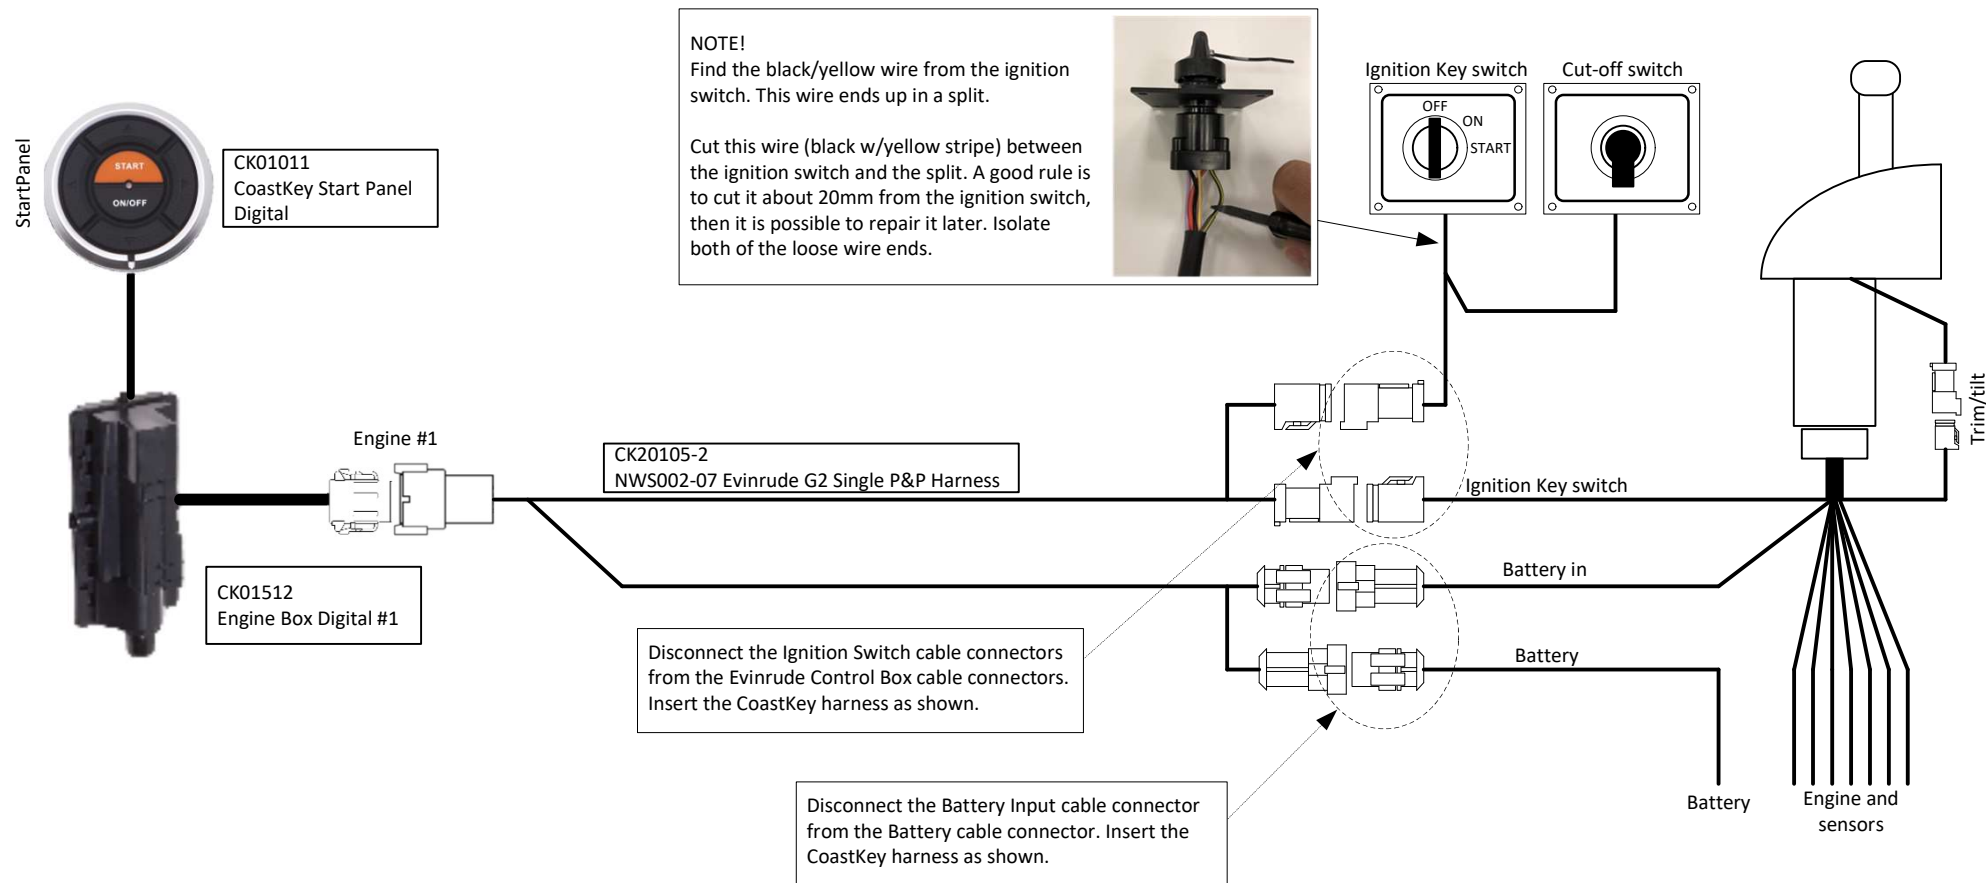 NOTE!
Find the black/yellow wire from the ignition
switch. This wire ends up in a split.
Cut this wire (black w/yellow stripe) between
the ignition switch and the split. A good rule is
to cut it about 20mm from the ignition switch,
then it is possible to repair it later. Isolate
both of the loose wire ends.
Ignition Key switch
OFF
ON
START
Cut-off switch
StartPanel
START
ON/OFF
CK01011
CoastKey Start Panel
Digital
Trim/tilt
Engine #1
CK20105-2
NWS002-07 Evinrude G2 Single P&P Harness
Ignition Key switch
CK01512
Engine Box Digital #1
Battery in
Disconnect the Ignition Switch cable connectors
from the Evinrude Control Box cable connectors.
Insert the CoastKey harness as shown.
Battery
Disconnect the Battery Input cable connector
from the Battery cable connector. Insert the
CoastKey harness as shown.
Battery
Engine and
sensors